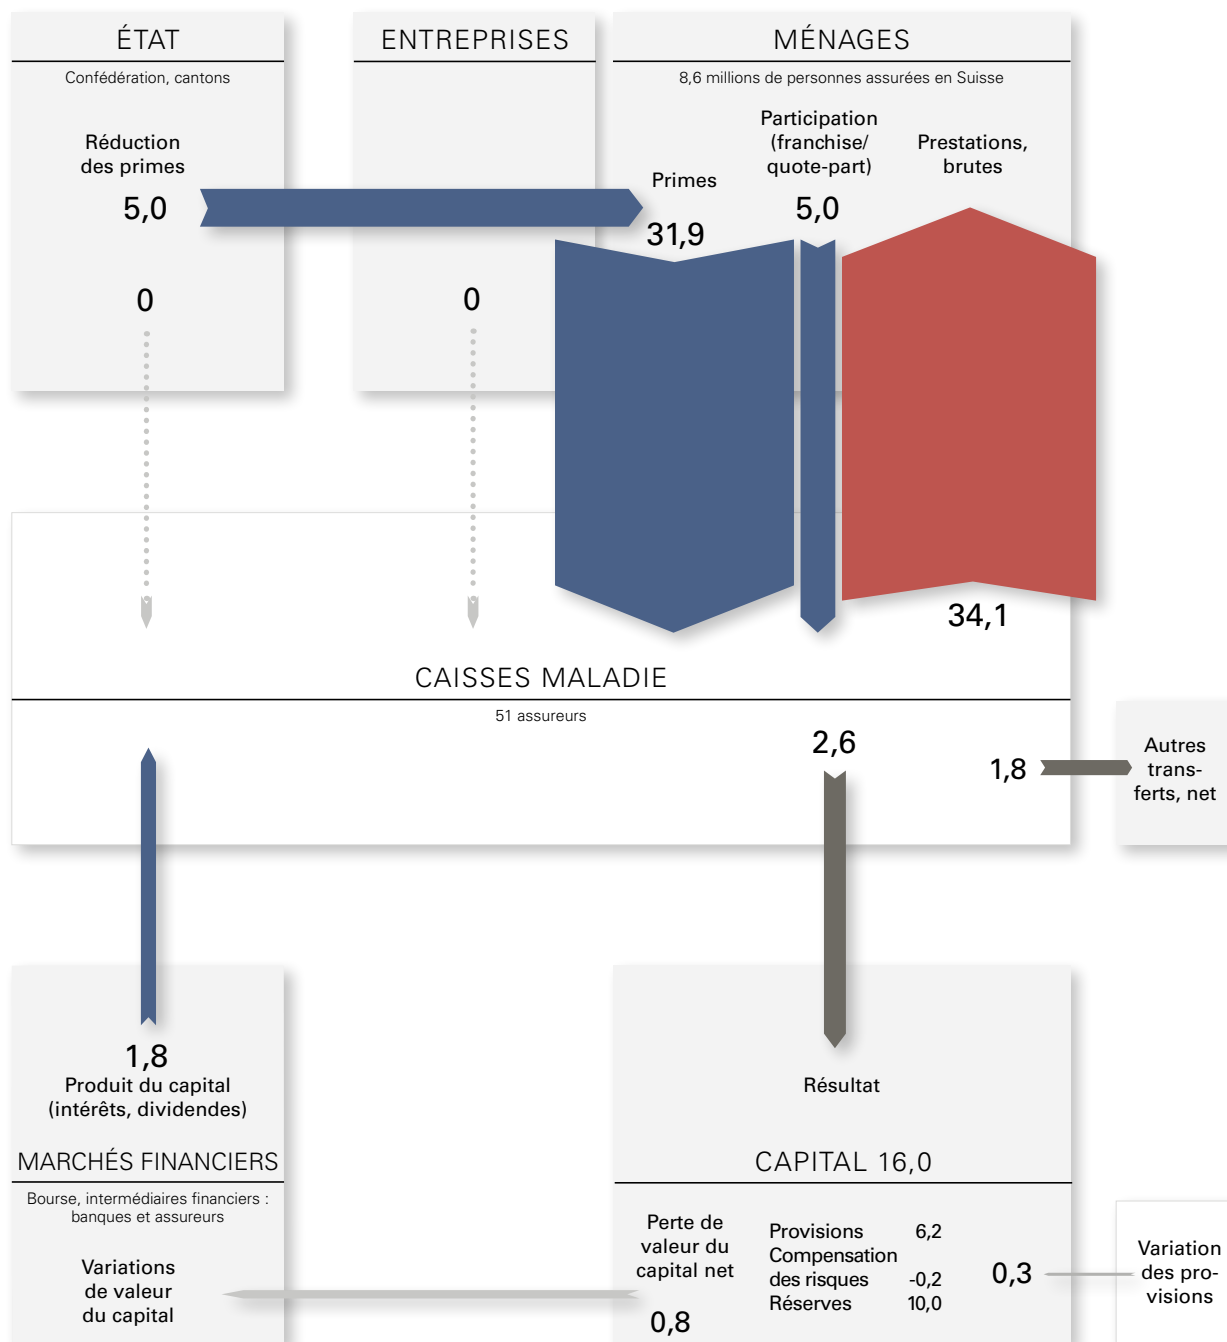 ÉTAT
Confédération, cantons
Réduction
des primes
5,0
0
ENTREPRISES
0
MÉNAGES
8,6 millions de personnes assurées en Suisse
Primes
31,9
Participation
(franchise/
quote-part)
5,0
Prestations,
brutes
34,1
CAISSES MALADIE
51 assureurs
2,6
1,8
Autres
trans-
ferts, net
1,8
Produit du capital
(intérêts, dividendes)
MARCHÉS FINANCIERS
Bourse, intermédiaires financiers :
banques et assureurs
Variations
de valeur
du capital
Résultat
CAPITAL 16,0
Perte de
valeur du
capital net
0,8
Provisions 6,2
Compensation
des risques -0,2
Réserves 10,0
0,3
Variation
des pro-
visions